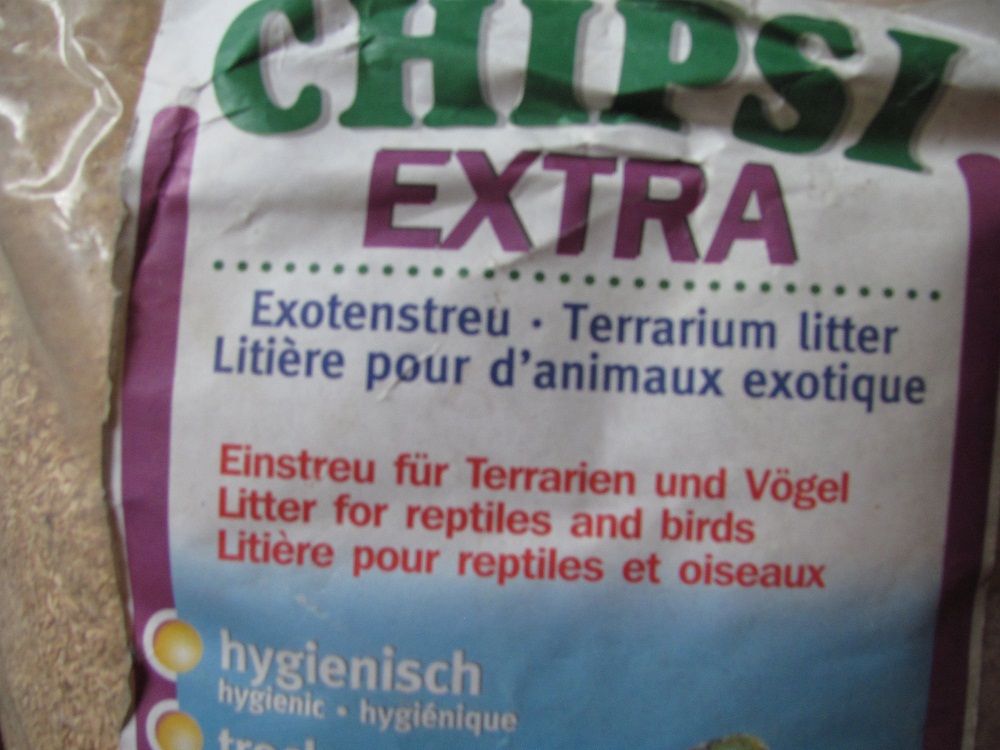 CHIPSI
EXTRA
Exotenstreu · Terrarium litter
Litière pour d'animaux exotique
Einstreu für Terrarien und Vögel
Litter for reptiles and birds
Litière pour reptiles et oiseaux
hygienisch
hygienic • hygiénique